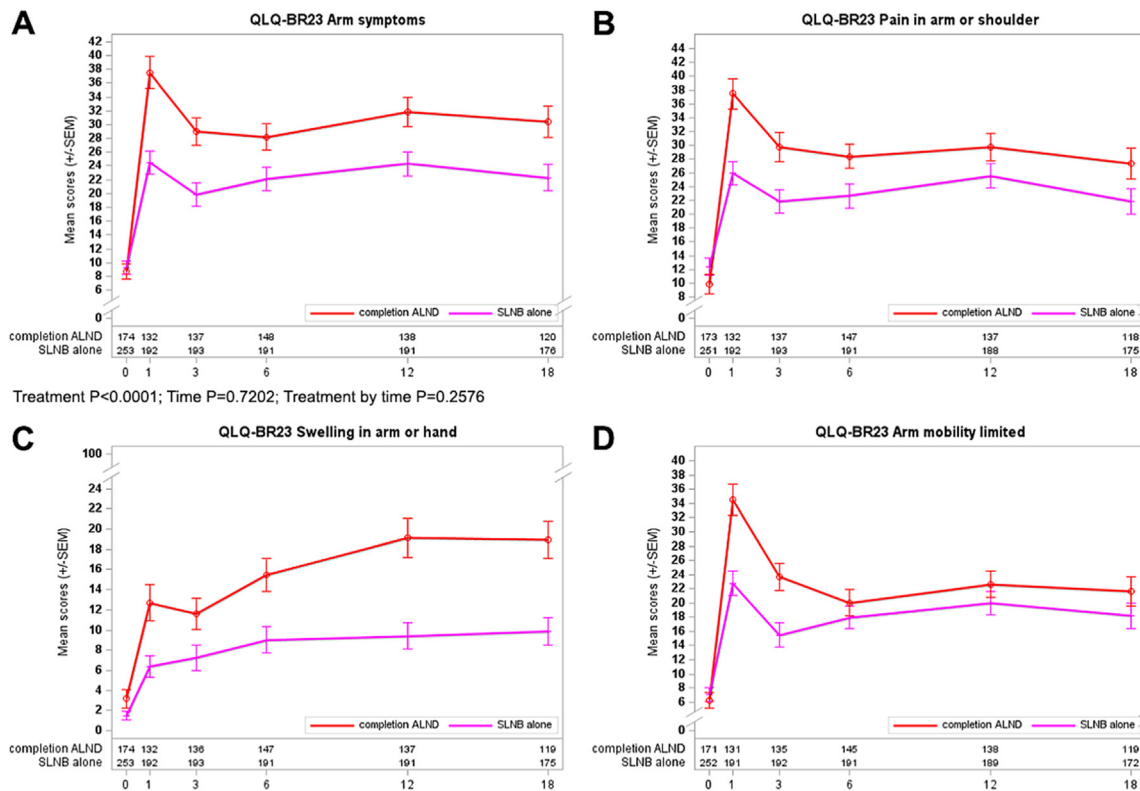 A
QLQ-BR23 Arm symptoms
Mean scores (+/-SEM)
42
40
38
36
34
32
30
28
26
24
22
20
18
16
14
12
10
8
6
0
completion ALND SLNB alone
completion ALND 174 132 137 148 138 120
SLNB alone 253 192 193 191 191 176
0 1 3 6 12 18
Treatment P<0.0001; Time P=0.7202; Treatment by time P=0.2576
B
QLQ-BR23 Pain in arm or shoulder
Mean scores (+/-SEM)
44
42
40
38
36
34
32
30
28
26
24
22
20
18
16
14
12
10
8
0
completion ALND SLNB alone
173 132 137 147 137 118
251 192 193 191 188 175
0 1 3 6 12 18
C
QLQ-BR23 Swelling in arm or hand
Mean scores (+/-SEM)
100
24
22
20
18
16
14
12
10
8
6
4
2
0
completion ALND SLNB alone
completion ALND 174 132 136 147 137 119
SLNB alone 253 192 193 191 191 175
0 1 3 6 12 18
D
QLQ-BR23 Arm mobility limited
Mean scores (+/-SEM)
40
38
36
34
32
30
28
26
24
22
20
18
16
14
12
10
8
6
0
completion ALND SLNB alone
completion ALND 171 131 135 145 138 119
SLNB alone 252 191 192 191 189 172
0 1 3 6 12 18